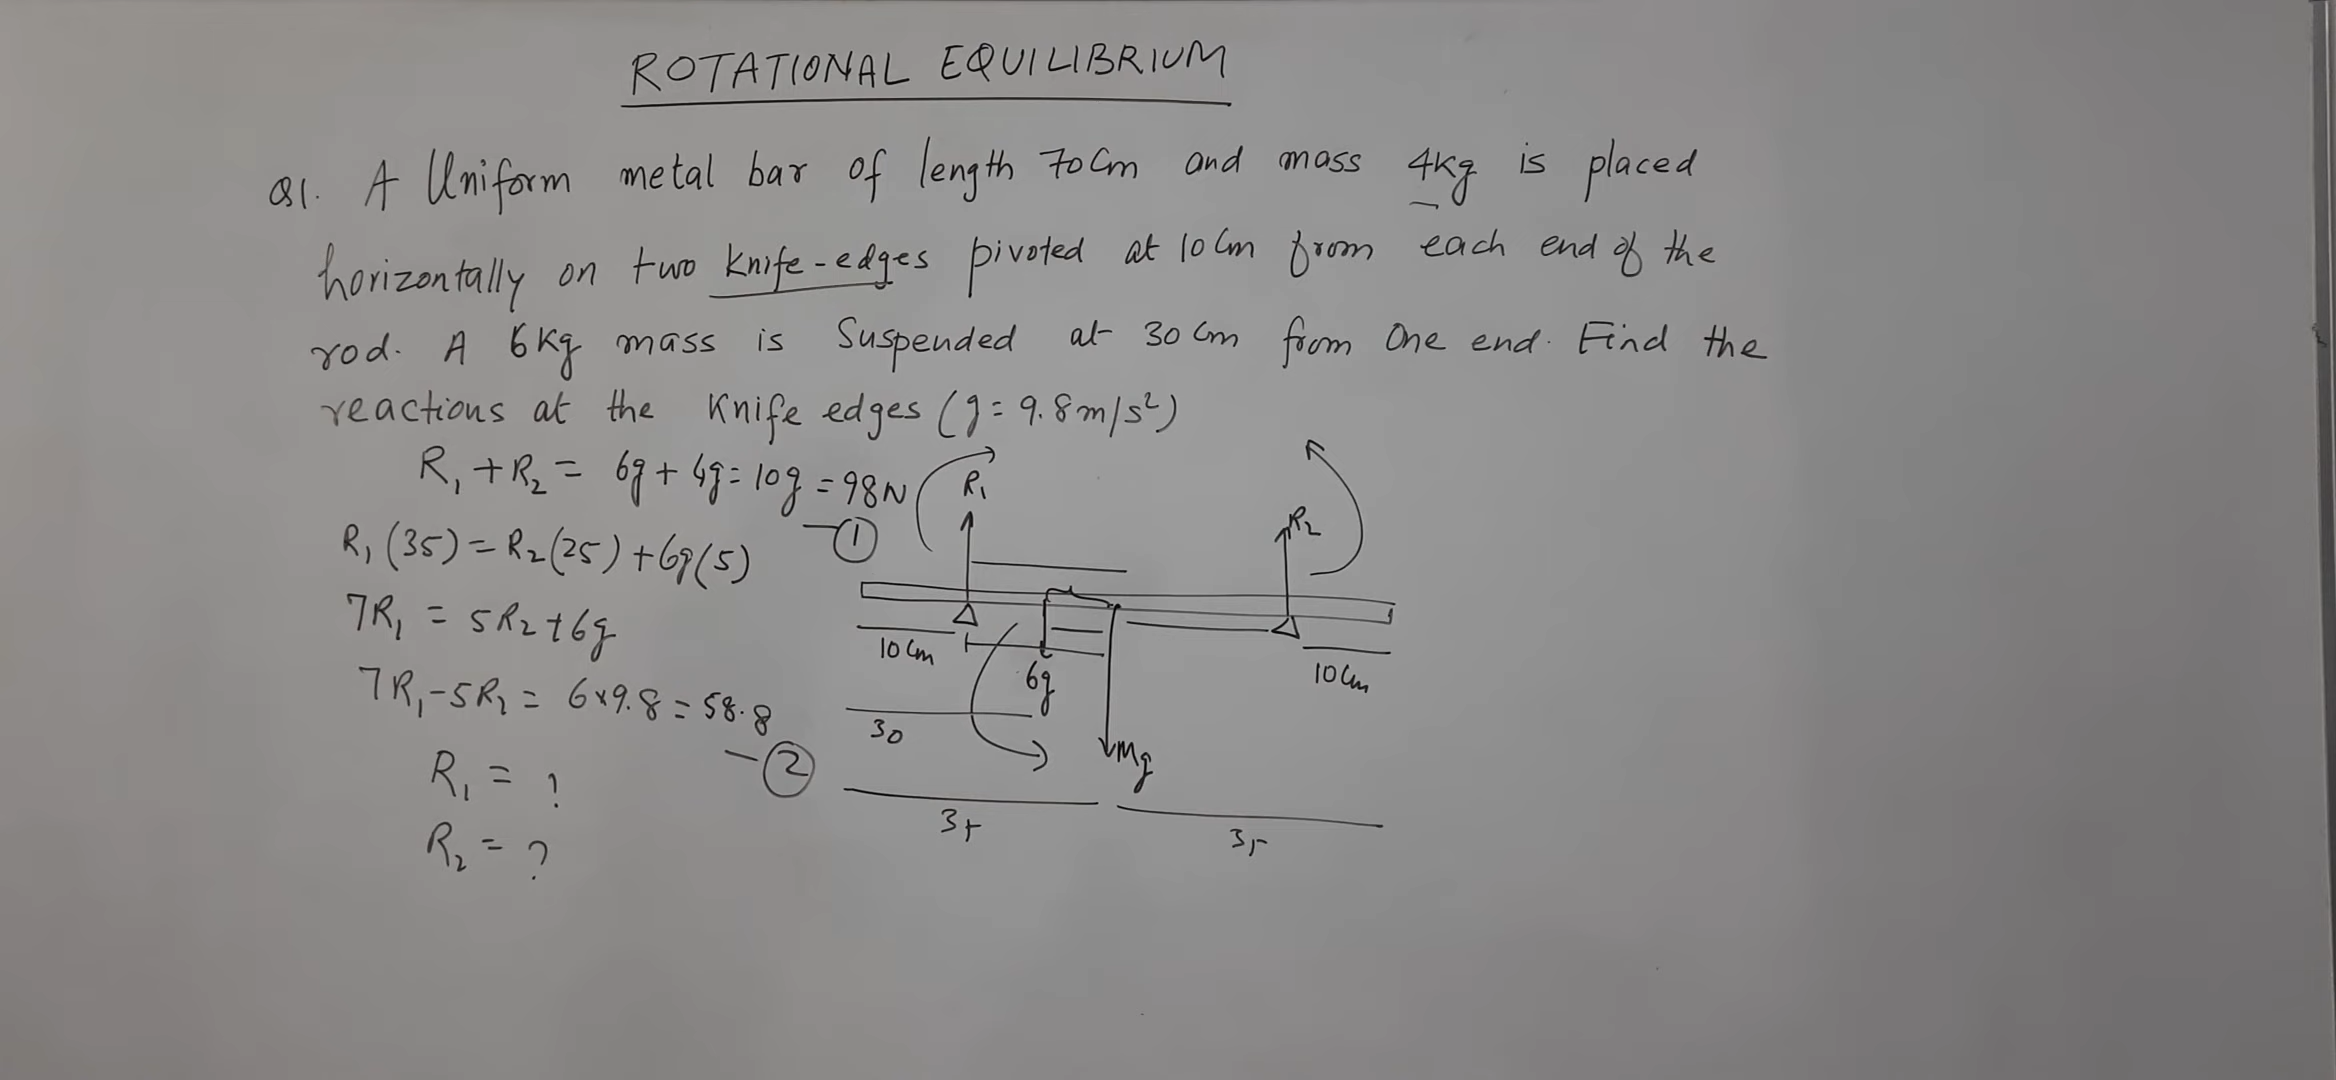 ROTATIONAL EQUILIBRIUM
Q1. A Uniform metal bar of length 70 Cm and mass 4kg is placed
horizontally on two knife-edges pivoted at 10 Cm from each end of the
rod. A 6kg mass is Suspended at 30 Cm from One end. Find the
reactions at the Knife edges (g = 9.8 m/s²)
R₁ + R₂ = 6g + 4g = 10g = 98N
—①
R₁ (35) = R₂(25) + 6g(5)
7R₁ = 5R₂ + 6g
7R₁ - 5R₂ = 6×9.8 = 58.8
—②
R₁ = ?
R₂ = ?
R₁
R₂
10 Cm
6g
10 Cm
30
Mg
35
35